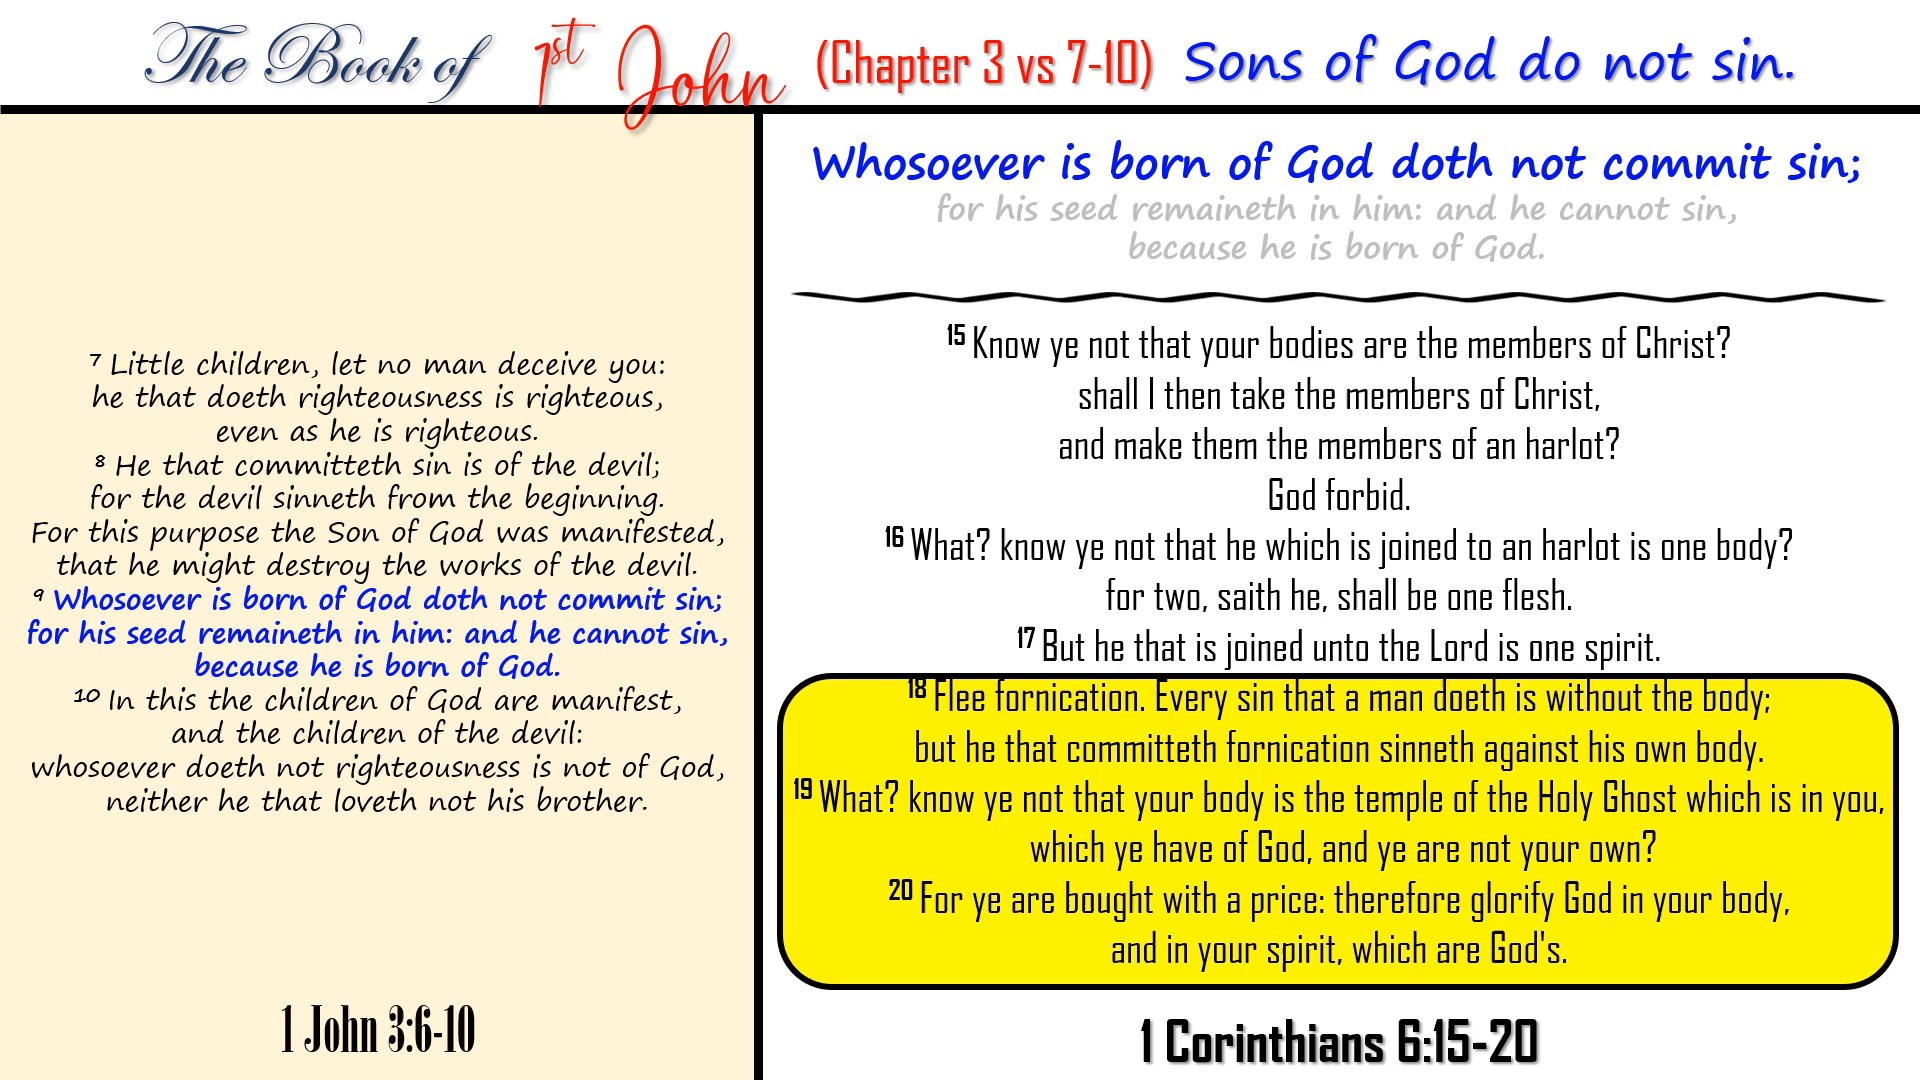 The Book of 1st John (Chapter 3 vs 7-10) Sons of God do not sin.
7 Little children, let no man deceive you:
he that doeth righteousness is righteous,
even as he is righteous.
8 He that committeth sin is of the devil;
for the devil sinneth from the beginning.
For this purpose the Son of God was manifested,
that he might destroy the works of the devil.
9 Whosoever is born of God doth not commit sin;
for his seed remaineth in him: and he cannot sin,
because he is born of God.
10 In this the children of God are manifest,
and the children of the devil:
whosoever doeth not righteousness is not of God,
neither he that loveth not his brother.
1 John 3:6-10
Whosoever is born of God doth not commit sin;
for his seed remaineth in him: and he cannot sin,
because he is born of God.
15 Know ye not that your bodies are the members of Christ?
shall I then take the members of Christ,
and make them the members of an harlot?
God forbid.
16 What? know ye not that he which is joined to an harlot is one body?
for two, saith he, shall be one flesh.
17 But he that is joined unto the Lord is one spirit.
18 Flee fornication. Every sin that a man doeth is without the body;
but he that committeth fornication sinneth against his own body.
19 What? know ye not that your body is the temple of the Holy Ghost which is in you,
which ye have of God, and ye are not your own?
20 For ye are bought with a price: therefore glorify God in your body,
and in your spirit, which are God's.
1 Corinthians 6:15-20